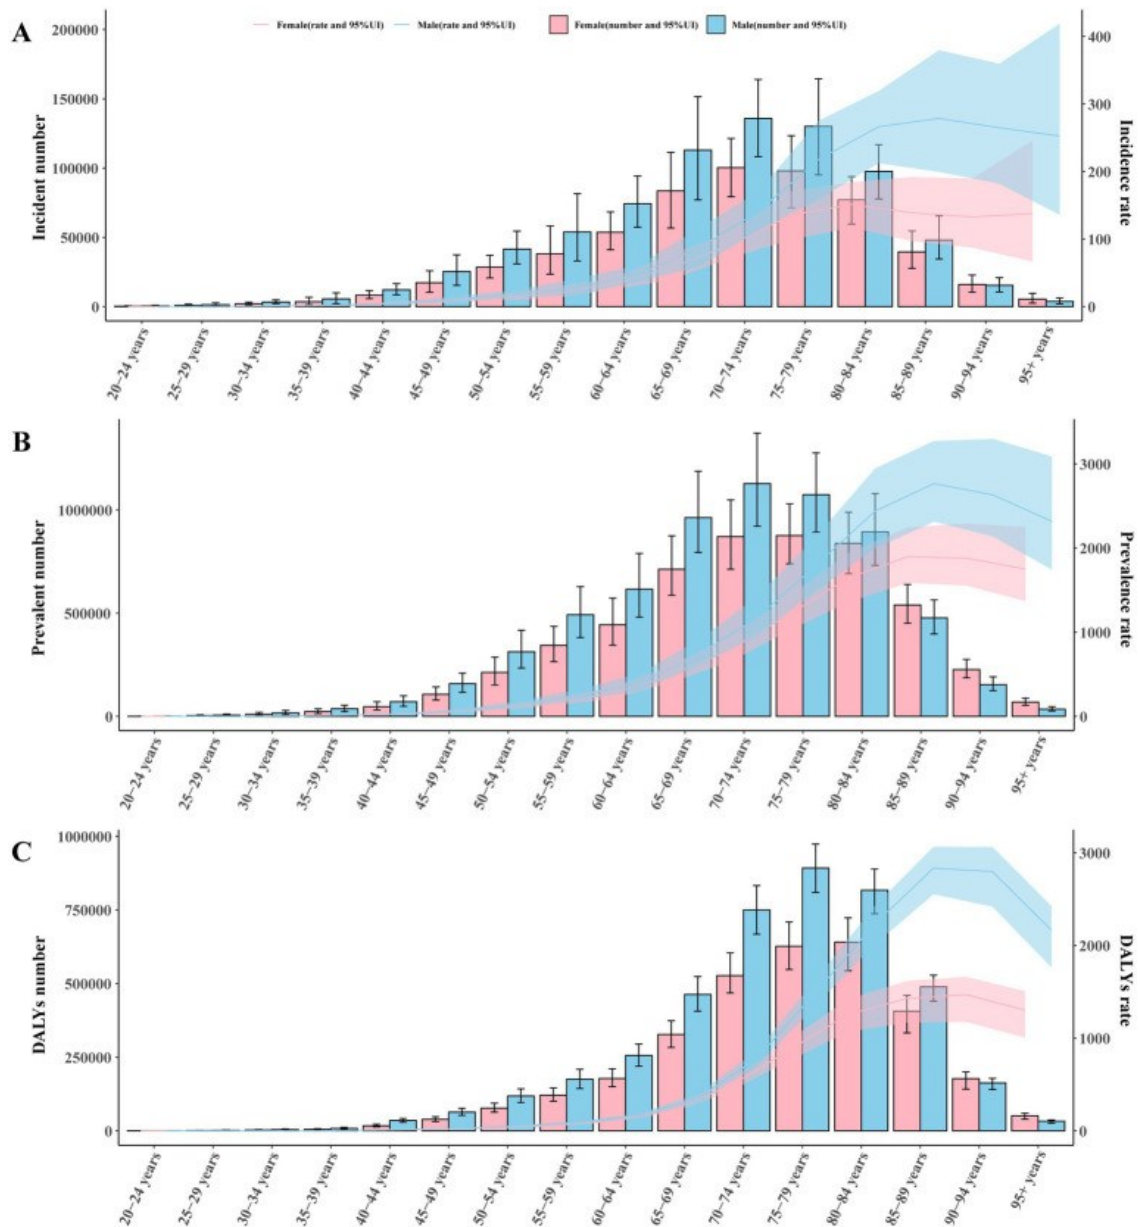 A
Female(rate and 95%UI) Male(rate and 95%UI) Female(number and 95%UI) Male(number and 95%UI)
Incident number
200000
150000
100000
50000
0
Incidence rate
400
300
200
100
0
20−24 years
25−29 years
30−34 years
35−39 years
40−44 years
45−49 years
50−54 years
55−59 years
60−64 years
65−69 years
70−74 years
75−79 years
80−84 years
85−89 years
90−94 years
95+ years
B
Prevalent number
1000000
500000
0
Prevalence rate
3000
2000
1000
0
20−24 years
25−29 years
30−34 years
35−39 years
40−44 years
45−49 years
50−54 years
55−59 years
60−64 years
65−69 years
70−74 years
75−79 years
80−84 years
85−89 years
90−94 years
95+ years
C
DALYs number
1000000
750000
500000
250000
0
DALYs rate
3000
2000
1000
0
20−24 years
25−29 years
30−34 years
35−39 years
40−44 years
45−49 years
50−54 years
55−59 years
60−64 years
65−69 years
70−74 years
75−79 years
80−84 years
85−89 years
90−94 years
95+ years